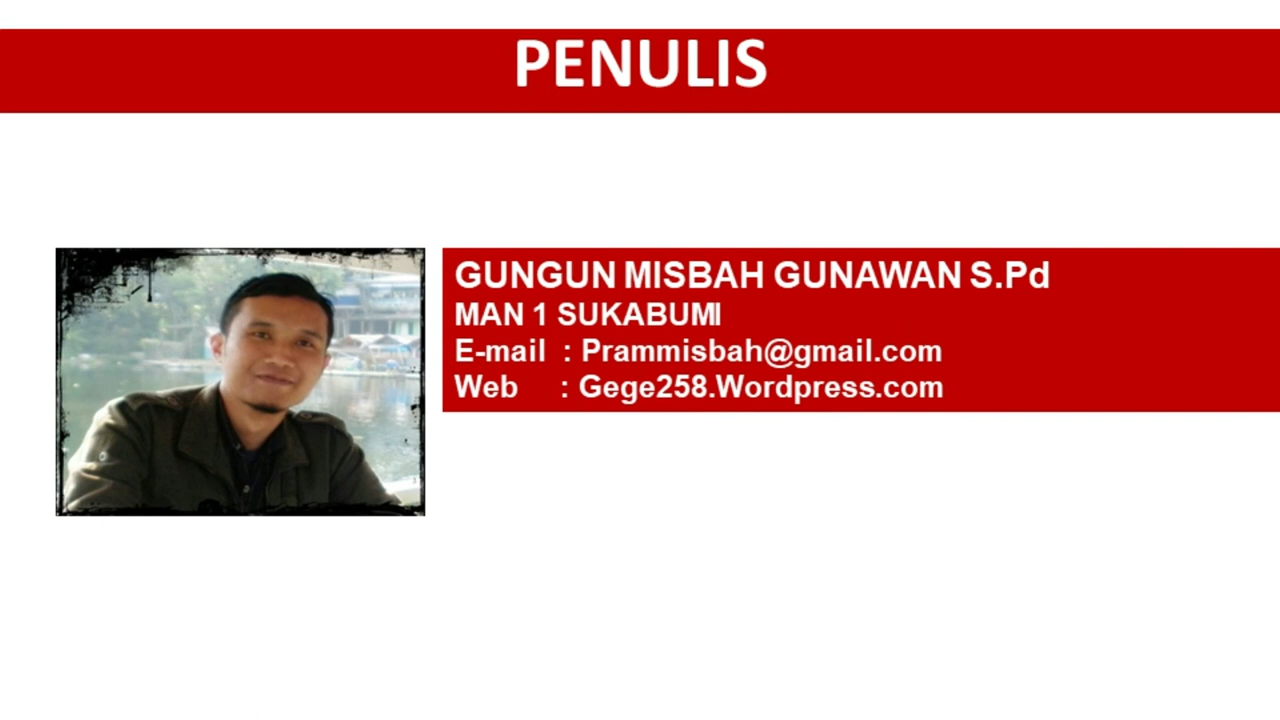 PENULIS
GUNGUN MISBAH GUNAWAN S.Pd
MAN 1 SUKABUMI
E-mail : Prammisbah@gmail.com
Web : Gege258.Wordpress.com